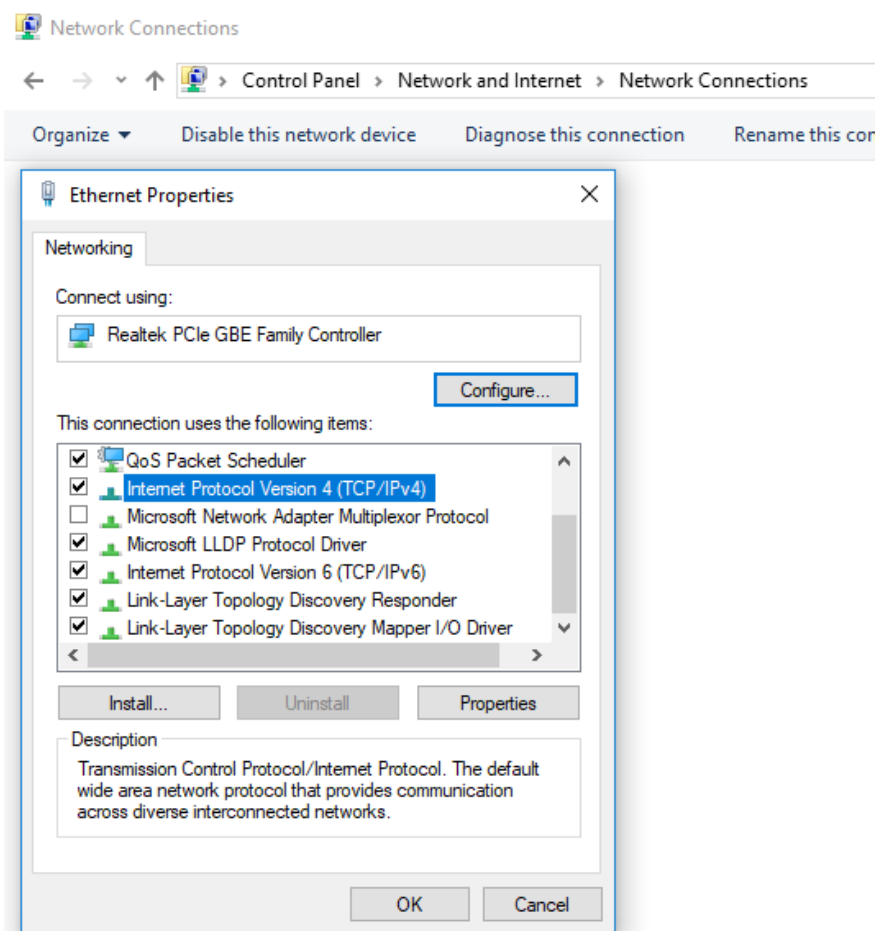 Network Connections
Control Panel > Network and Internet > Network Connections
Organize Disable this network device Diagnose this connection Rename this con
Ethernet Properties
Networking
Connect using:
Realtek PCIe GBE Family Controller
Configure...
This connection uses the following items:
QoS Packet Scheduler
Internet Protocol Version 4 (TCP/IPv4)
Microsoft Network Adapter Multiplexor Protocol
Microsoft LLDP Protocol Driver
Internet Protocol Version 6 (TCP/IPv6)
Link-Layer Topology Discovery Responder
Link-Layer Topology Discovery Mapper I/O Driver
Install... Uninstall Properties
Description
Transmission Control Protocol/Internet Protocol. The default
wide area network protocol that provides communication
across diverse interconnected networks.
OK Cancel